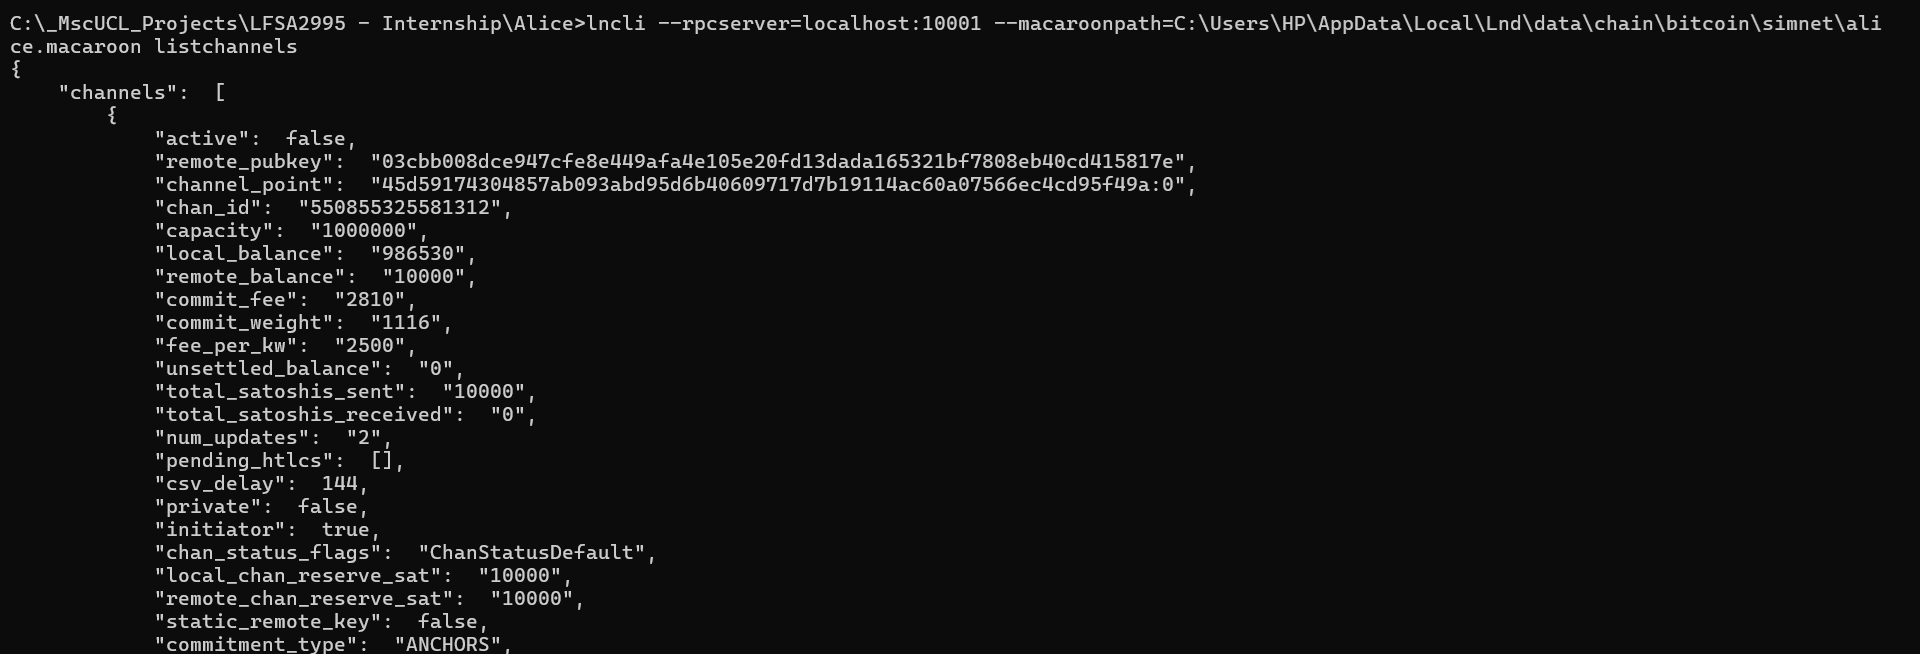 C:\_MscUCL_Projects\LFSA2995 - Internship\Alice>lncli --rpcserver=localhost:10001 --macaroonpath=C:\Users\HP\AppData\Local\Lnd\data\chain\bitcoin\simnet\ali
ce.macaroon listchannels
{
    "channels":  [
        {
            "active":  false,
            "remote_pubkey":  "03cbb008dce947cfe8e449afa4e105e20fd13dada165321bf7808eb40cd415817e",
            "channel_point":  "45d59174304857ab093abd95d6b40609717d7b19114ac60a07566ec4cd95f49a:0",
            "chan_id":  "550855325581312",
            "capacity":  "1000000",
            "local_balance":  "986530",
            "remote_balance":  "10000",
            "commit_fee":  "2810",
            "commit_weight":  "1116",
            "fee_per_kw":  "2500",
            "unsettled_balance":  "0",
            "total_satoshis_sent":  "10000",
            "total_satoshis_received":  "0",
            "num_updates":  "2",
            "pending_htlcs":  [],
            "csv_delay":  144,
            "private":  false,
            "initiator":  true,
            "chan_status_flags":  "ChanStatusDefault",
            "local_chan_reserve_sat":  "10000",
            "remote_chan_reserve_sat":  "10000",
            "static_remote_key":  false,
            "commitment_type":  "ANCHORS",